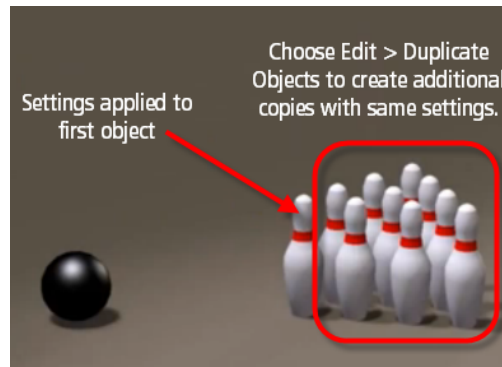 Choose Edit > Duplicate
Objects to create additional
copies with same settings.
Settings applied to
first object